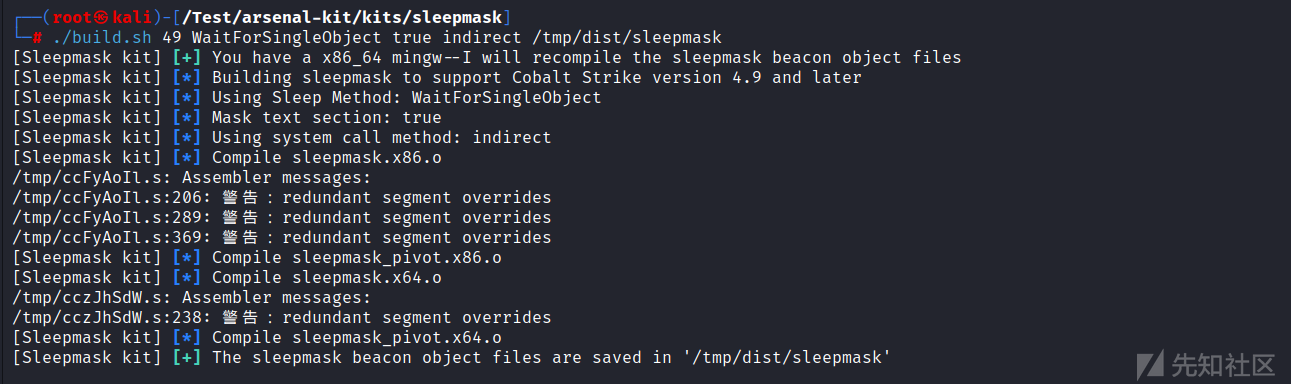 ┌──(root㉿kali)-[/Test/arsenal-kit/kits/sleepmask]
└─# ./build.sh 49 WaitForSingleObject true indirect /tmp/dist/sleepmask
[Sleepmask kit] [+] You have a x86_64 mingw--I will recompile the sleepmask beacon object files
[Sleepmask kit] [*] Building sleepmask to support Cobalt Strike version 4.9 and later
[Sleepmask kit] [*] Using Sleep Method: WaitForSingleObject
[Sleepmask kit] [*] Mask text section: true
[Sleepmask kit] [*] Using system call method: indirect
[Sleepmask kit] [*] Compile sleepmask.x86.o
/tmp/ccFyAoIl.s: Assembler messages:
/tmp/ccFyAoIl.s:206: 警告：redundant segment overrides
/tmp/ccFyAoIl.s:289: 警告：redundant segment overrides
/tmp/ccFyAoIl.s:369: 警告：redundant segment overrides
[Sleepmask kit] [*] Compile sleepmask_pivot.x86.o
[Sleepmask kit] [*] Compile sleepmask.x64.o
/tmp/cczJhSdW.s: Assembler messages:
/tmp/cczJhSdW.s:238: 警告：redundant segment overrides
[Sleepmask kit] [*] Compile sleepmask_pivot.x64.o
[Sleepmask kit] [+] The sleepmask beacon object files are saved in '/tmp/dist/sleepmask'
先知社区